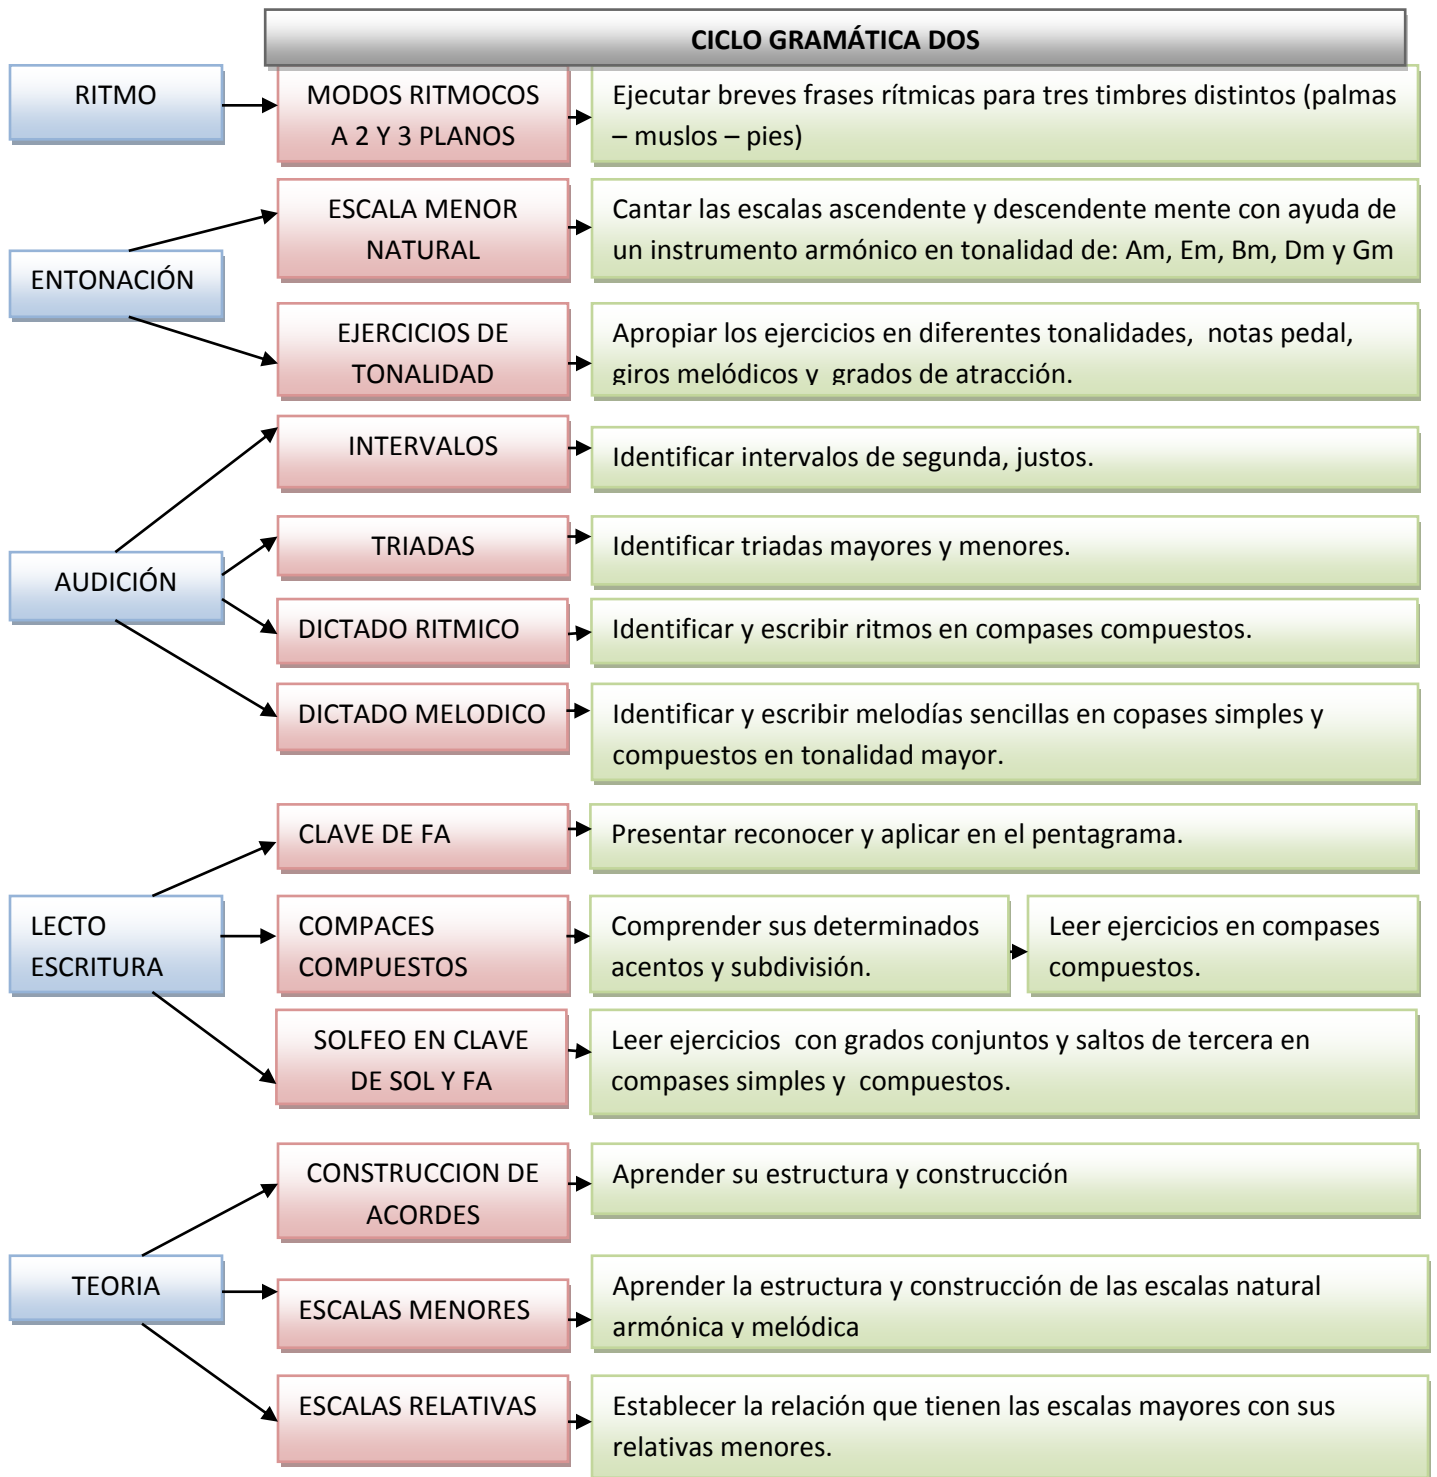 CICLO GRAMÁTICA DOS
RITMO
MODOS RITMOCOS
A 2 Y 3 PLANOS
Ejecutar breves frases rítmicas para tres timbres distintos (palmas
– muslos – pies)
ENTONACIÓN
ESCALA MENOR
NATURAL
Cantar las escalas ascendente y descendente mente con ayuda de
un instrumento armónico en tonalidad de: Am, Em, Bm, Dm y Gm
EJERCICIOS DE
TONALIDAD
Apropiar los ejercicios en diferentes tonalidades,  notas pedal,
giros melódicos y  grados de atracción.
AUDICIÓN
INTERVALOS
Identificar intervalos de segunda, justos.
TRIADAS
Identificar triadas mayores y menores.
DICTADO RITMICO
Identificar y escribir ritmos en compases compuestos.
DICTADO MELODICO
Identificar y escribir melodías sencillas en copases simples y
compuestos en tonalidad mayor.
LECTO
ESCRITURA
CLAVE DE FA
Presentar reconocer y aplicar en el pentagrama.
COMPACES
COMPUESTOS
Comprender sus determinados
acentos y subdivisión.
Leer ejercicios en compases
compuestos.
SOLFEO EN CLAVE
DE SOL Y FA
Leer ejercicios  con grados conjuntos y saltos de tercera en
compases simples y  compuestos.
TEORIA
CONSTRUCCION DE
ACORDES
Aprender su estructura y construcción
ESCALAS MENORES
Aprender la estructura y construcción de las escalas natural
armónica y melódica
ESCALAS RELATIVAS
Establecer la relación que tienen las escalas mayores con sus
relativas menores.